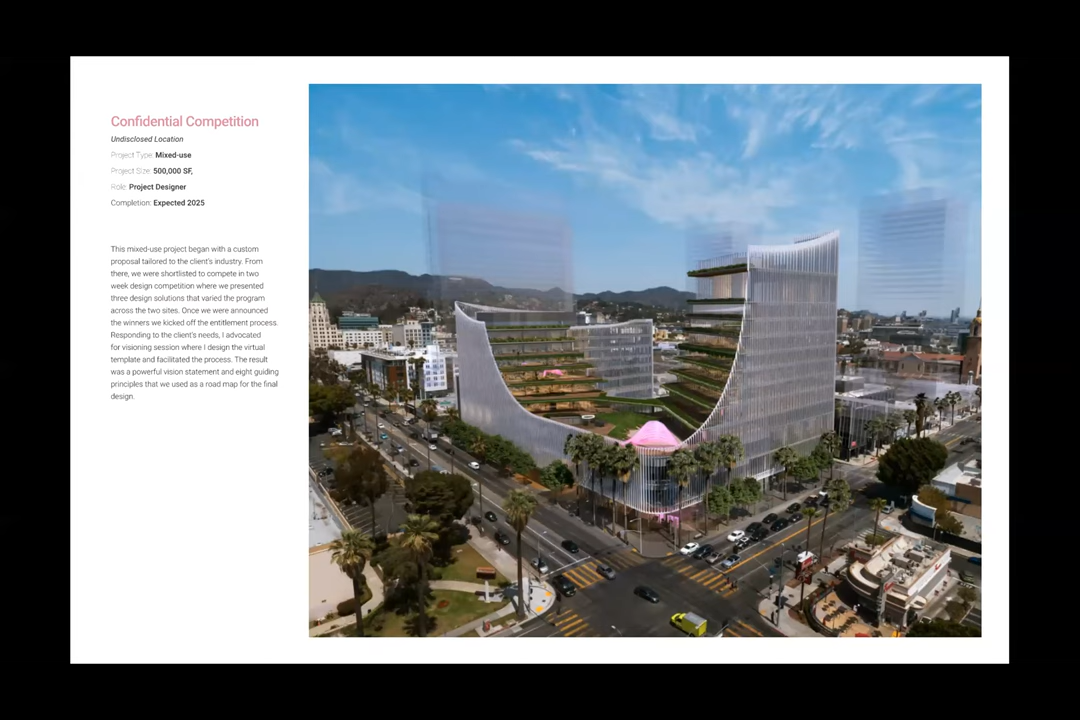 Confidential Competition
Undisclosed Location
Project Type: Mixed-use
Project Size: 500,000 SF,
Role: Project Designer
Completion: Expected 2025
This mixed-use project began with a custom
proposal tailored to the client's industry. From
there, we were shortlisted to compete in two
week design competition where we presented
three design solutions that varied the program
across the two sites. Once we were announced
the winners we kicked off the entitlement process.
Responding to the client's needs, I advocated
for visioning session where I design the virtual
template and facilitated the process. The result
was a powerful vision statement and eight guiding
principles that we used as a road map for the final
design.